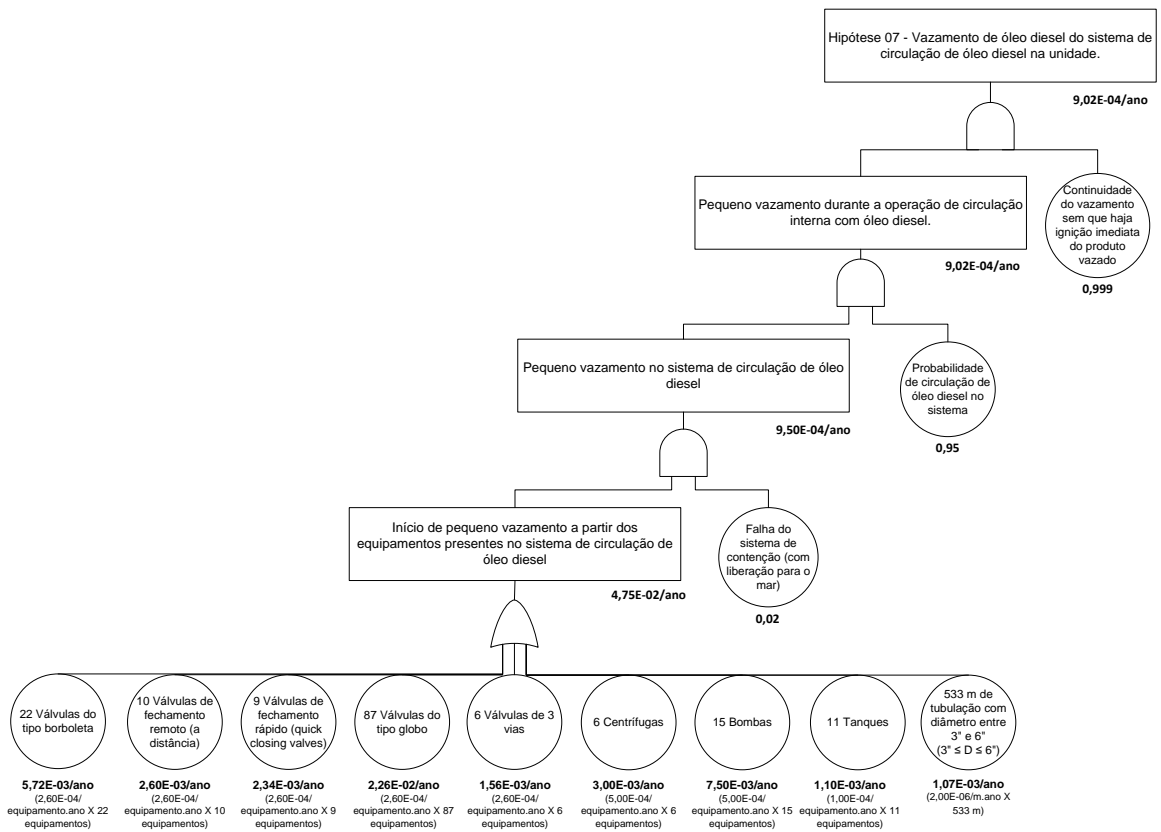 Hipótese 07 - Vazamento de óleo diesel do sistema de
circulação de óleo diesel na unidade.
9,02E-04/ano
Pequeno vazamento durante a operação de circulação
interna com óleo diesel.
9,02E-04/ano
Continuidade
do vazamento
sem que haja
ignição imediata
do produto
vazado
0,999
Pequeno vazamento no sistema de circulação de óleo
diesel
9,50E-04/ano
Probabilidade
de circulação de
óleo diesel no
sistema
0,95
Início de pequeno vazamento a partir dos
equipamentos presentes no sistema de circulação de
óleo diesel
4,75E-02/ano
Falha do
sistema de
contenção (com
liberação para o
mar)
0,02
22 Válvulas do
tipo borboleta
5,72E-03/ano
(2,60E-04/
equipamento.ano X 22
equipamentos)
10 Válvulas de
fechamento
remoto (a
distância)
2,60E-03/ano
(2,60E-04/
equipamento.ano X 10
equipamentos)
9 Válvulas de
fechamento
rápido (quick
closing valves)
2,34E-03/ano
(2,60E-04/
equipamento.ano X 9
equipamentos)
87 Válvulas do
tipo globo
2,26E-02/ano
(2,60E-04/
equipamento.ano X 87
equipamentos)
6 Válvulas de 3
vias
1,56E-03/ano
(2,60E-04/
equipamento.ano X 6
equipamentos)
6 Centrífugas
3,00E-03/ano
(5,00E-04/
equipamento.ano X 6
equipamentos)
15 Bombas
7,50E-03/ano
(5,00E-04/
equipamento.ano X 15
equipamentos)
11 Tanques
1,10E-03/ano
(1,00E-04/
equipamento.ano X 11
equipamentos)
533 m de
tubulação com
diâmetro entre
3" e 6"
(3" ≤ D ≤ 6")
1,07E-03/ano
(2,00E-06/m.ano X
533 m)